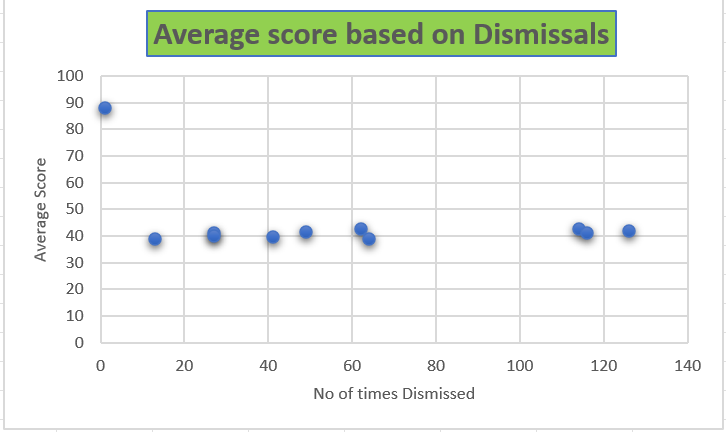 Average score based on Dismissals
100
90
80
70
60
50
40
30
20
10
0
Average Score
0 20 40 60 80 100 120 140
No of times Dismissed